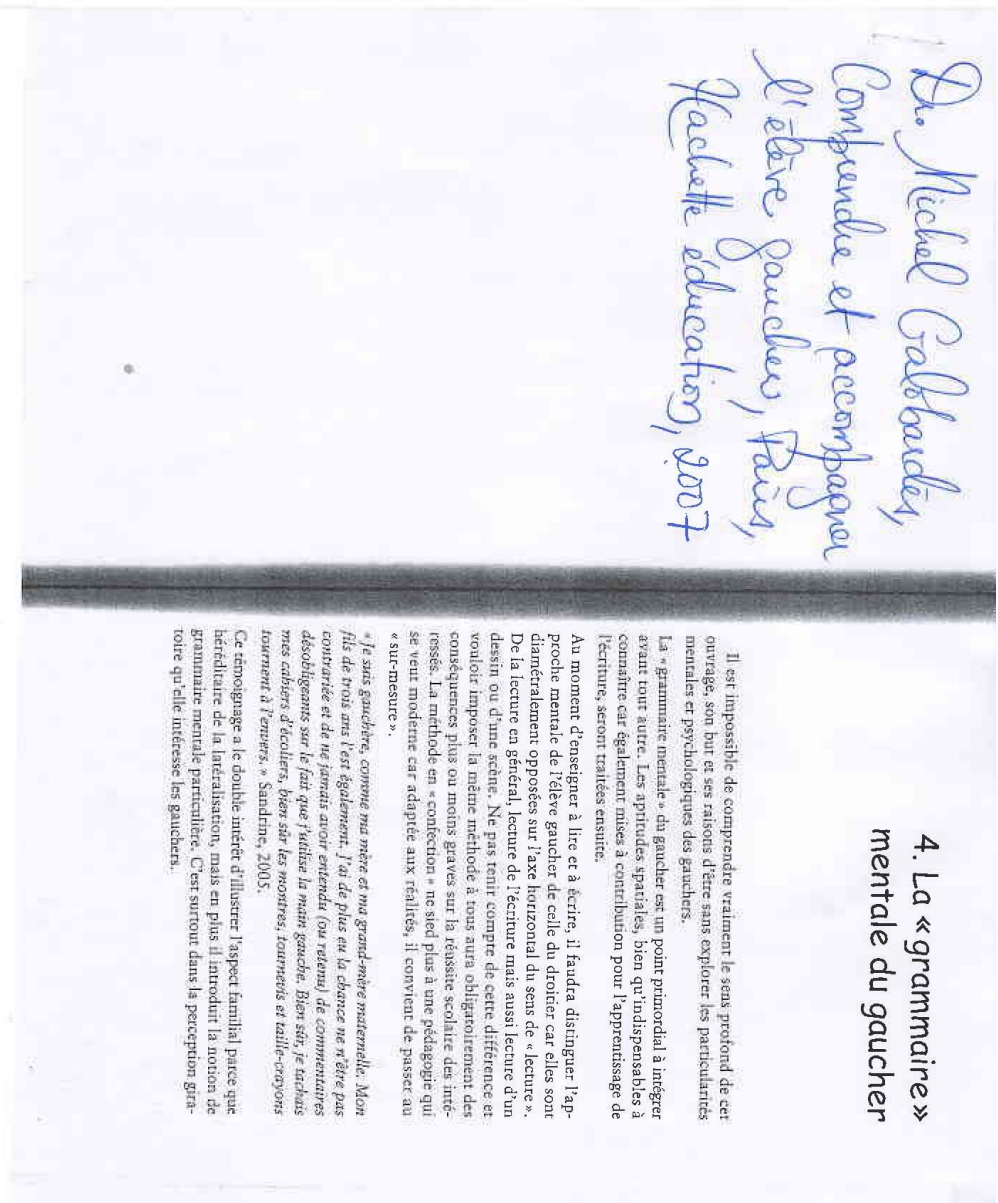 Dr. Michel Galobardès,
Comprendre et accompagner
l'élève gaucher, Paris,
Hachette éducation, 2007
4. La « grammaire »
mentale du gaucher
Il est impossible de comprendre vraiment le sens profond de cet
ouvrage, son but et ses raisons d'être sans explorer les particularités
mentales et psychologiques des gauchers.
La « grammaire mentale » du gaucher est un point primordial à intégrer
avant tout autre. Les aptitudes spatiales, bien qu'indispensables à
connaître car également mises à contribution pour l'apprentissage de
l'écriture, seront traitées ensuite.
Au moment d'enseigner à lire et à écrire, il faudra distinguer l'ap-
proche mentale de l'élève gaucher de celle du droitier car elles sont
diamétralement opposées sur l'axe horizontal du sens de « lecture ».
De la lecture en général, lecture de l'écriture mais aussi lecture d'un
dessin ou d'une scène. Ne pas tenir compte de cette différence et
vouloir imposer la même méthode à tous aura obligatoirement des
conséquences plus ou moins graves sur la réussite scolaire des inté-
ressés. La méthode en « confection » ne sied plus à une pédagogie qui
se veut moderne car adaptée aux réalités, il convient de passer au
« sur-mesure ».
« Je suis gauchère, comme ma mère et ma grand-mère maternelle. Mon
fils de trois ans l'est également. J'ai de plus eu la chance ne n'être pas
contrariée et de ne jamais avoir entendu (ou retenu) de commentaires
désobligeants sur le fait que j'utilise la main gauche. Bien sûr, je tachais
mes cahiers d'écoliers, bien sûr les montres, tournevis et taille-crayons
tournent à l'envers. » Sandrine, 2005.
Ce témoignage a le double intérêt d'illustrer l'aspect familial parce que
héréditaire de la latéralisation, mais en plus il introduit la notion de
grammaire mentale particulière. C'est surtout dans la perception gira-
toire qu'elle intéresse les gauchers.